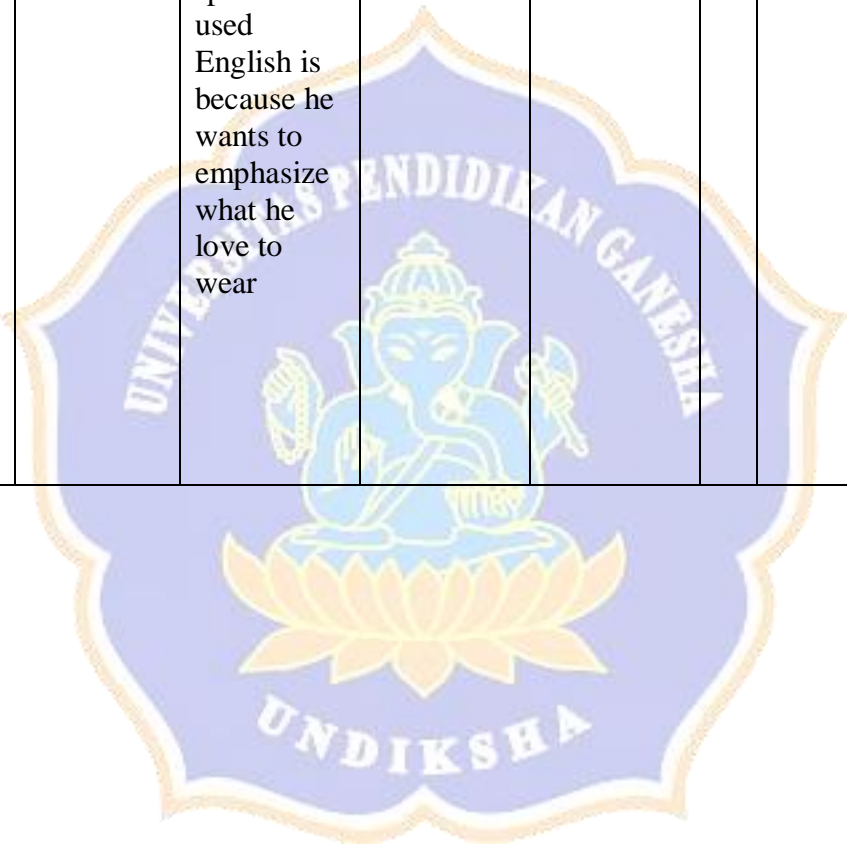 used
English is
because he
wants to
emphasize
what he
love to
wear
UNIVERSITAS PENDIDIKAN GANESHA
UNDIKSHA